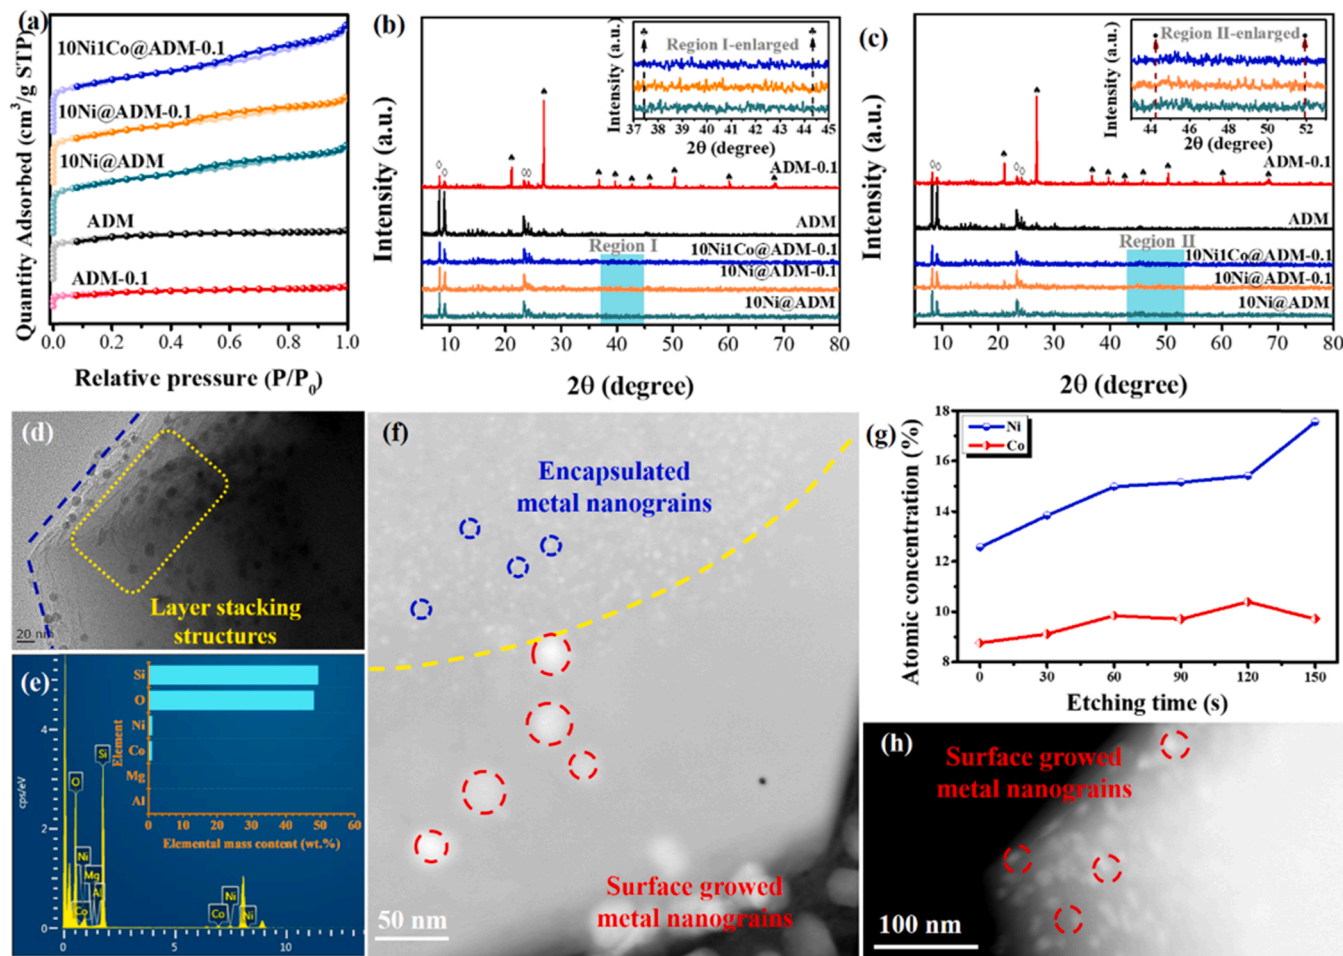 (a)
Quantity Adsorbed (cm³/g STP)
10Ni1Co@ADM-0.1
10Ni@ADM-0.1
10Ni@ADM
ADM
ADM-0.1
0.0 0.2 0.4 0.6 0.8 1.0
Relative pressure (P/P₀)
(b)
Intensity (a.u.)
Intensity (a.u.)
Region I-enlarged
37 38 39 40 41 42 43 44 45
2θ (degree)
ADM-0.1
ADM
Region I
10Ni1Co@ADM-0.1
10Ni@ADM-0.1
10Ni@ADM
10 20 30 40 50 60 70 80
2θ (degree)
(c)
Intensity (a.u.)
Intensity (a.u.)
Region II-enlarged
44 46 48 50 52
2θ (degree)
ADM-0.1
ADM
Region II
10Ni1Co@ADM-0.1
10Ni@ADM-0.1
10Ni@ADM
10 20 30 40 50 60 70 80
2θ (degree)
(d)
Layer stacking
structures
20 nm
(e)
cps/eV
4
2
0
0 5 10
O
Si
Ni
Mg
Al
Co
Co
Ni
Ni
Element
Si
O
Ni
Co
Mg
Al
0 10 20 30 40 50 60
Elemental mass content (wt.%)
(f)
Encapsulated
metal nanograins
Surface growed
metal nanograins
50 nm
(g)
Atomic concentration (%)
18
16
14
12
10
8
Ni
Co
0 30 60 90 120 150
Etching time (s)
(h)
Surface growed
metal nanograins
100 nm